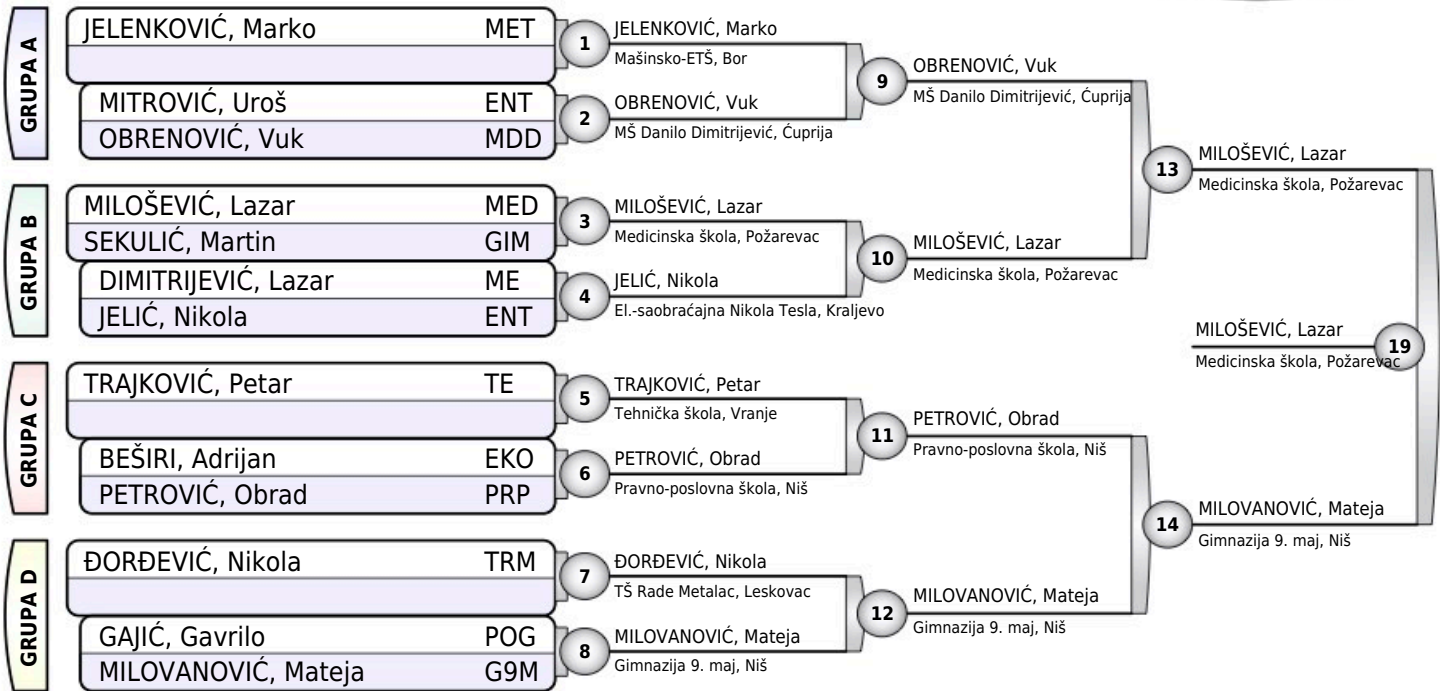 GRUPA A
JELENKOVIĆ, Marko MET
MITROVIĆ, Uroš ENT
OBRENOVIĆ, Vuk MDD
GRUPA B
MILOŠEVIĆ, Lazar MED
SEKULIĆ, Martin GIM
DIMITRIJEVIĆ, Lazar ME
JELIĆ, Nikola ENT
GRUPA C
TRAJKOVIĆ, Petar TE
BEŠIRI, Adrijan EKO
PETROVIĆ, Obrad PRP
GRUPA D
ĐORĐEVIĆ, Nikola TRM
GAJIĆ, Gavrilo POG
MILOVANOVIĆ, Mateja G9M
1
JELENKOVIĆ, Marko
Mašinsko-ETŠ, Bor
2
OBRENOVIĆ, Vuk
MŠ Danilo Dimitrijević, Ćuprija
3
MILOŠEVIĆ, Lazar
Medicinska škola, Požarevac
4
JELIĆ, Nikola
El.-saobraćajna Nikola Tesla, Kraljevo
5
TRAJKOVIĆ, Petar
Tehnička škola, Vranje
6
PETROVIĆ, Obrad
Pravno-poslovna škola, Niš
7
ĐORĐEVIĆ, Nikola
TŠ Rade Metalac, Leskovac
8
MILOVANOVIĆ, Mateja
Gimnazija 9. maj, Niš
9
OBRENOVIĆ, Vuk
MŠ Danilo Dimitrijević, Ćuprija
10
MILOŠEVIĆ, Lazar
Medicinska škola, Požarevac
11
PETROVIĆ, Obrad
Pravno-poslovna škola, Niš
12
MILOVANOVIĆ, Mateja
Gimnazija 9. maj, Niš
13
MILOŠEVIĆ, Lazar
Medicinska škola, Požarevac
14
MILOVANOVIĆ, Mateja
Gimnazija 9. maj, Niš
MILOŠEVIĆ, Lazar
19
Medicinska škola, Požarevac